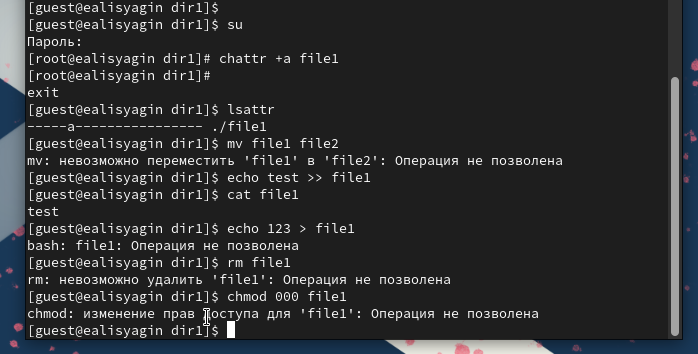 [guest@ealisyagin dir1]$
[guest@ealisyagin dir1]$ su
Пароль:
[root@ealisyagin dir1]# chattr +a file1
[root@ealisyagin dir1]#
exit
[guest@ealisyagin dir1]$ lsattr
-----a---------------- ./file1
[guest@ealisyagin dir1]$ mv file1 file2
mv: невозможно переместить 'file1' в 'file2': Операция не позволена
[guest@ealisyagin dir1]$ echo test >> file1
[guest@ealisyagin dir1]$ cat file1
test
[guest@ealisyagin dir1]$ echo 123 > file1
bash: file1: Операция не позволена
[guest@ealisyagin dir1]$ rm file1
rm: невозможно удалить 'file1': Операция не позволена
[guest@ealisyagin dir1]$ chmod 000 file1
chmod: изменение прав доступа для 'file1': Операция не позволена
[guest@ealisyagin dir1]$